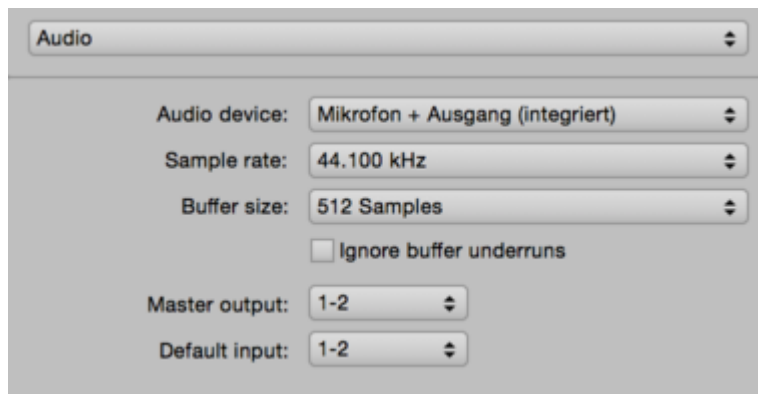 Audio
Audio device: Mikrofon + Ausgang (integriert)
Sample rate: 44.100 kHz
Buffer size: 512 Samples
Ignore buffer underruns
Master output: 1-2
Default input: 1-2